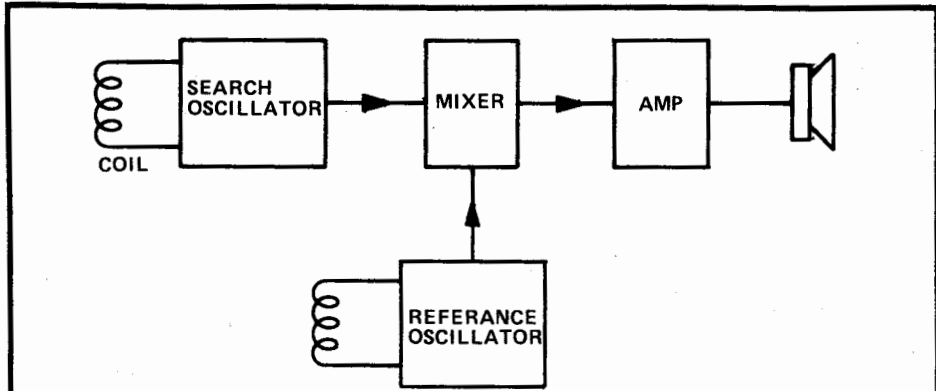 SEARCH
OSCILLATOR
COIL
MIXER
AMP
REFERANCE
OSCILLATOR